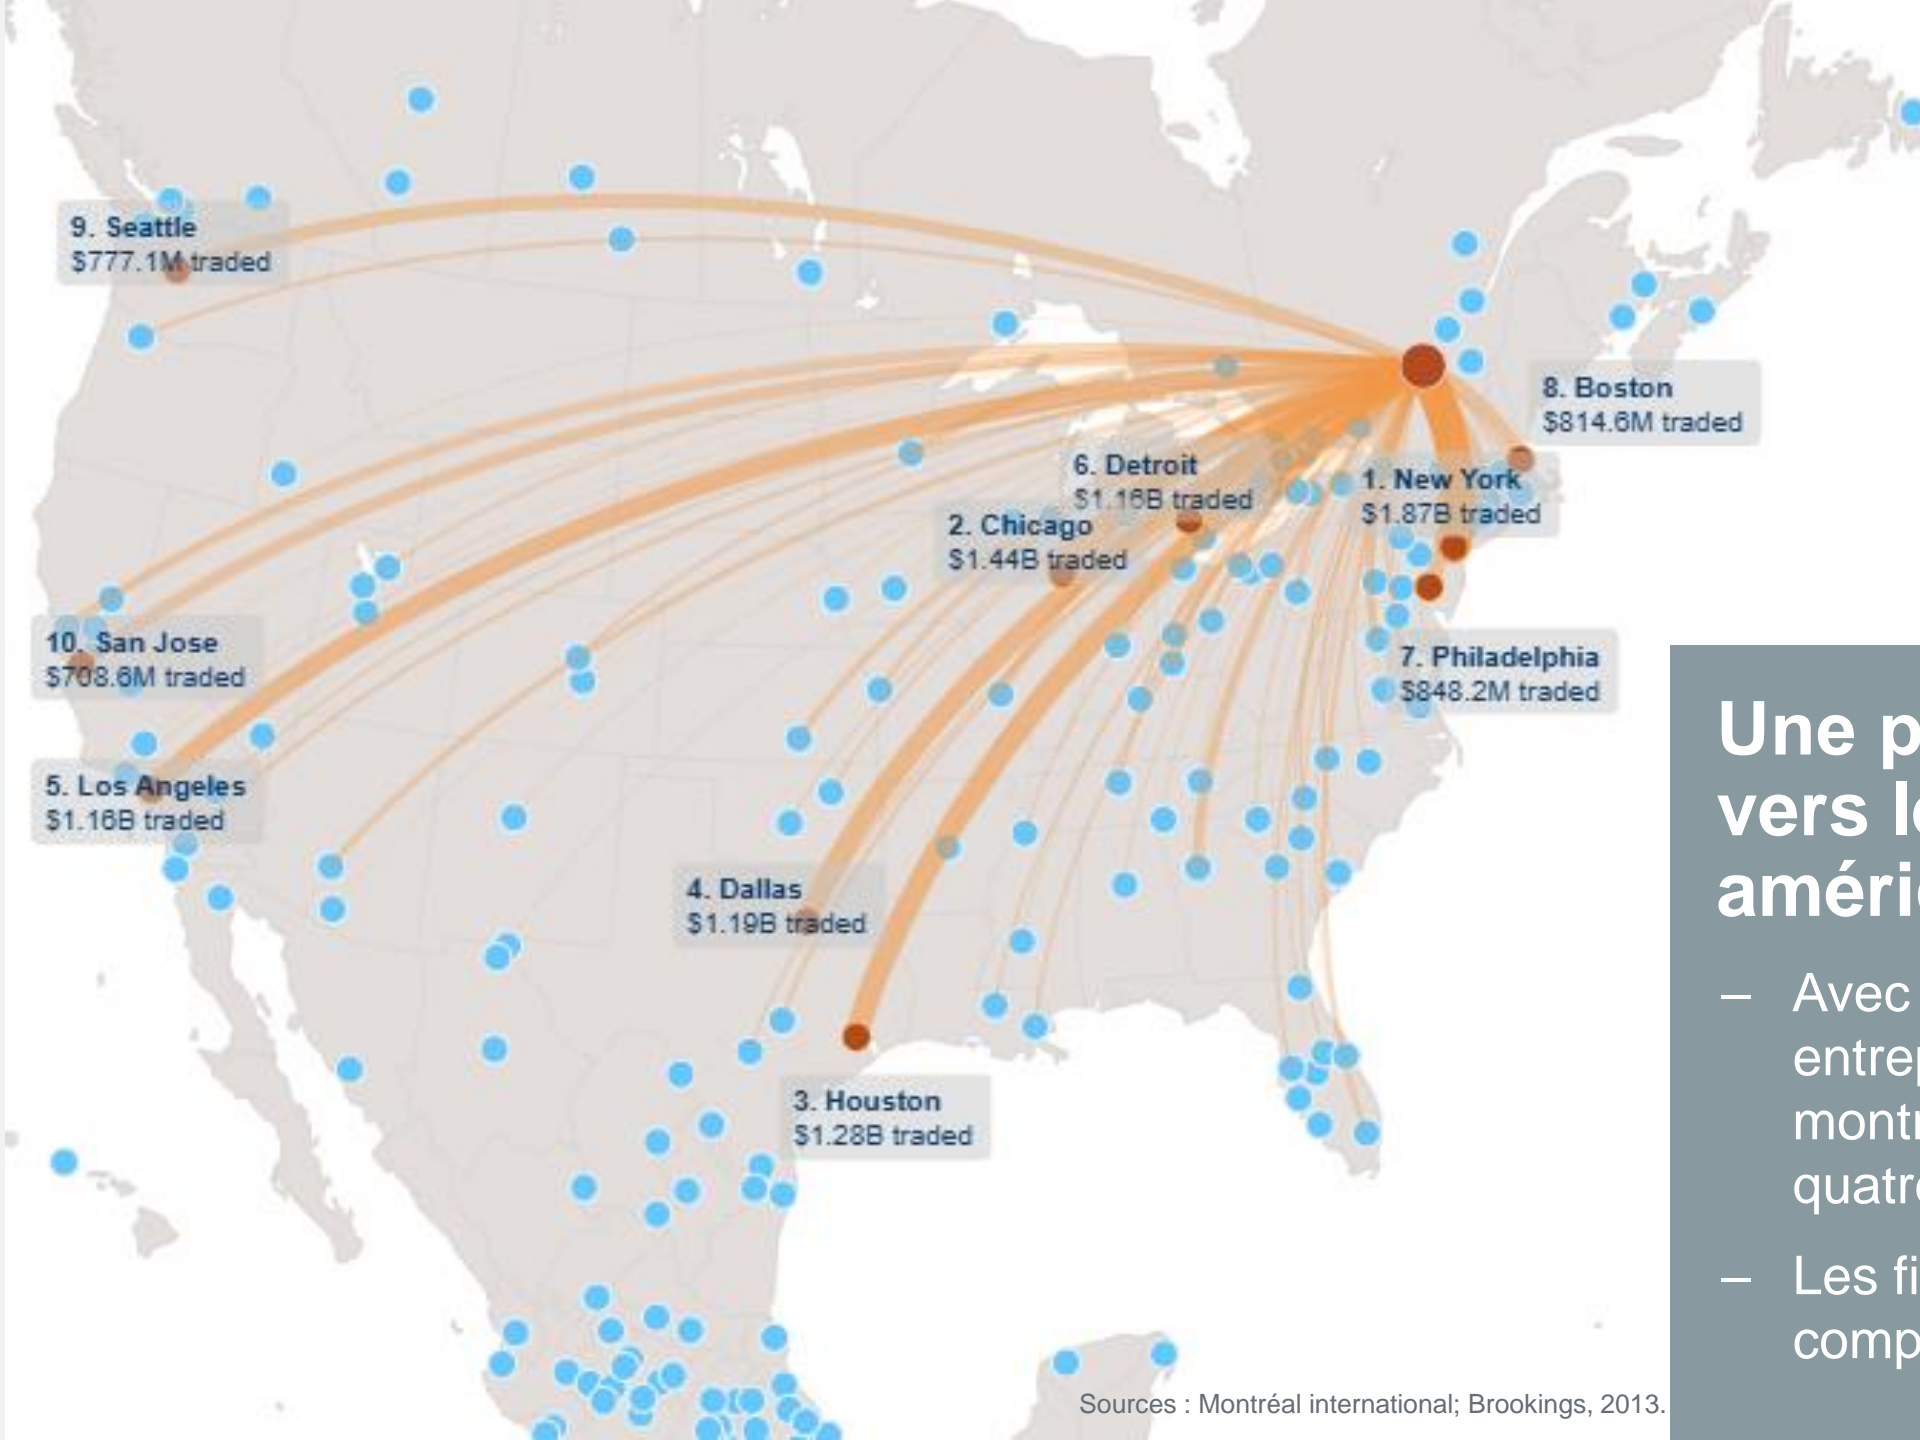 9. Seattle
$777.1M traded
8. Boston
$814.6M traded
6. Detroit
$1.16B traded
1. New York
$1.87B traded
2. Chicago
$1.44B traded
10. San Jose
$708.6M traded
7. Philadelphia
$848.2M traded
5. Los Angeles
$1.16B traded
4. Dallas
$1.19B traded
3. Houston
$1.28B traded
Une p
vers l
améri
– Avec
entrep
montr
quatr
– Les fi
comp
Sources : Montréal international; Brookings, 2013.